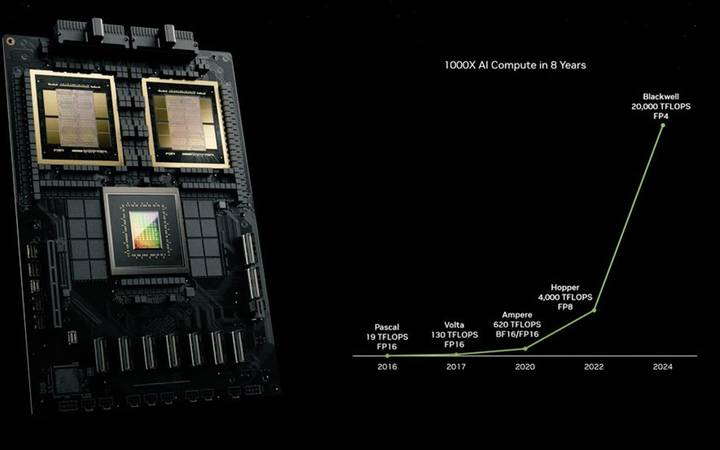 1000X AI Compute in 8 Years
Blackwell
20,000 TFLOPS
FP4
Hopper
4,000 TFLOPS
FP8
Ampere
620 TFLOPS
BF16/FP16
Volta
130 TFLOPS
FP16
Pascal
19 TFLOPS
FP16
2016
2017
2020
2022
2024